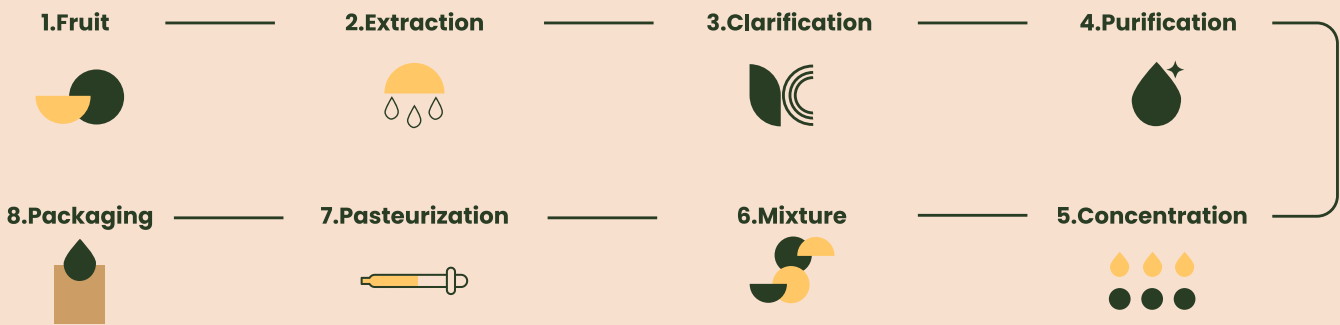 1.Fruit
2.Extraction
3.Clarification
4.Purification
5.Concentration
6.Mixture
7.Pasteurization
8.Packaging